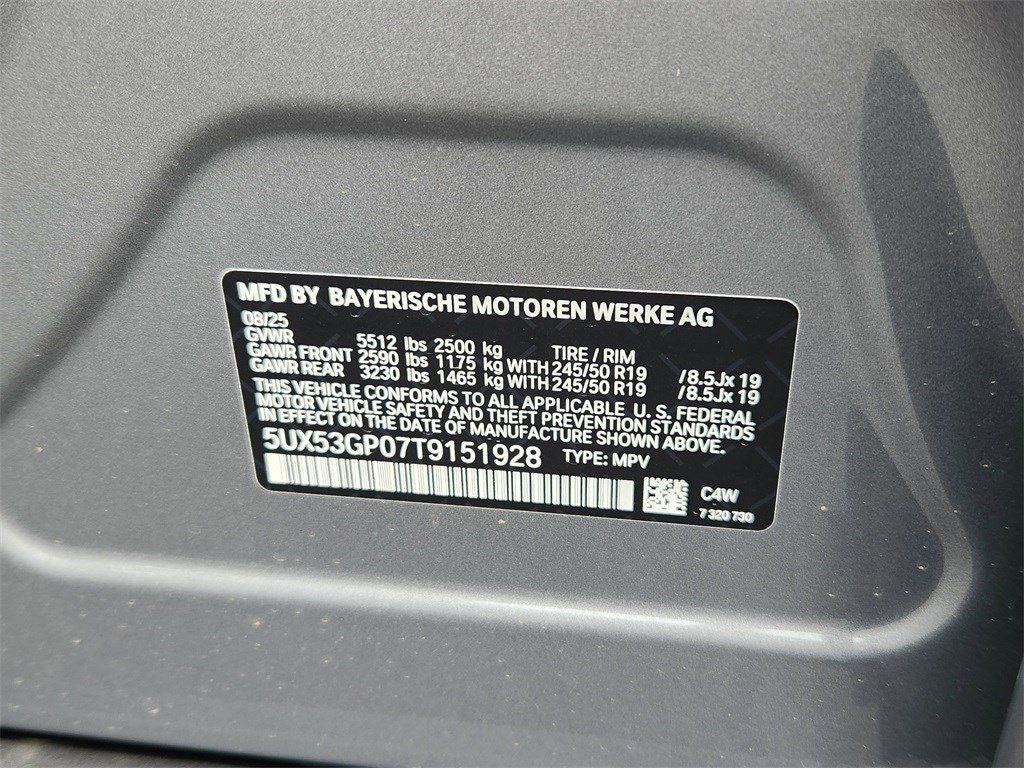 MFD BY BAYERISCHE MOTOREN WERKE AG
08/25
GVWR 5512 lbs 2500 kg TIRE / RIM
GAWR FRONT 2590 lbs 1175 kg WITH 245/50 R19 /8.5Jx 19
GAWR REAR 3230 lbs 1465 kg WITH 245/50 R19 /8.5Jx 19
THIS VEHICLE CONFORMS TO ALL APPLICABLE U. S. FEDERAL
MOTOR VEHICLE SAFETY AND THEFT PREVENTION STANDARDS
IN EFFECT ON THE DATE OF MANUFACTURE SHOWN ABOVE.
5UX53GP07T9151928 TYPE: MPV
C4W
7 320 730